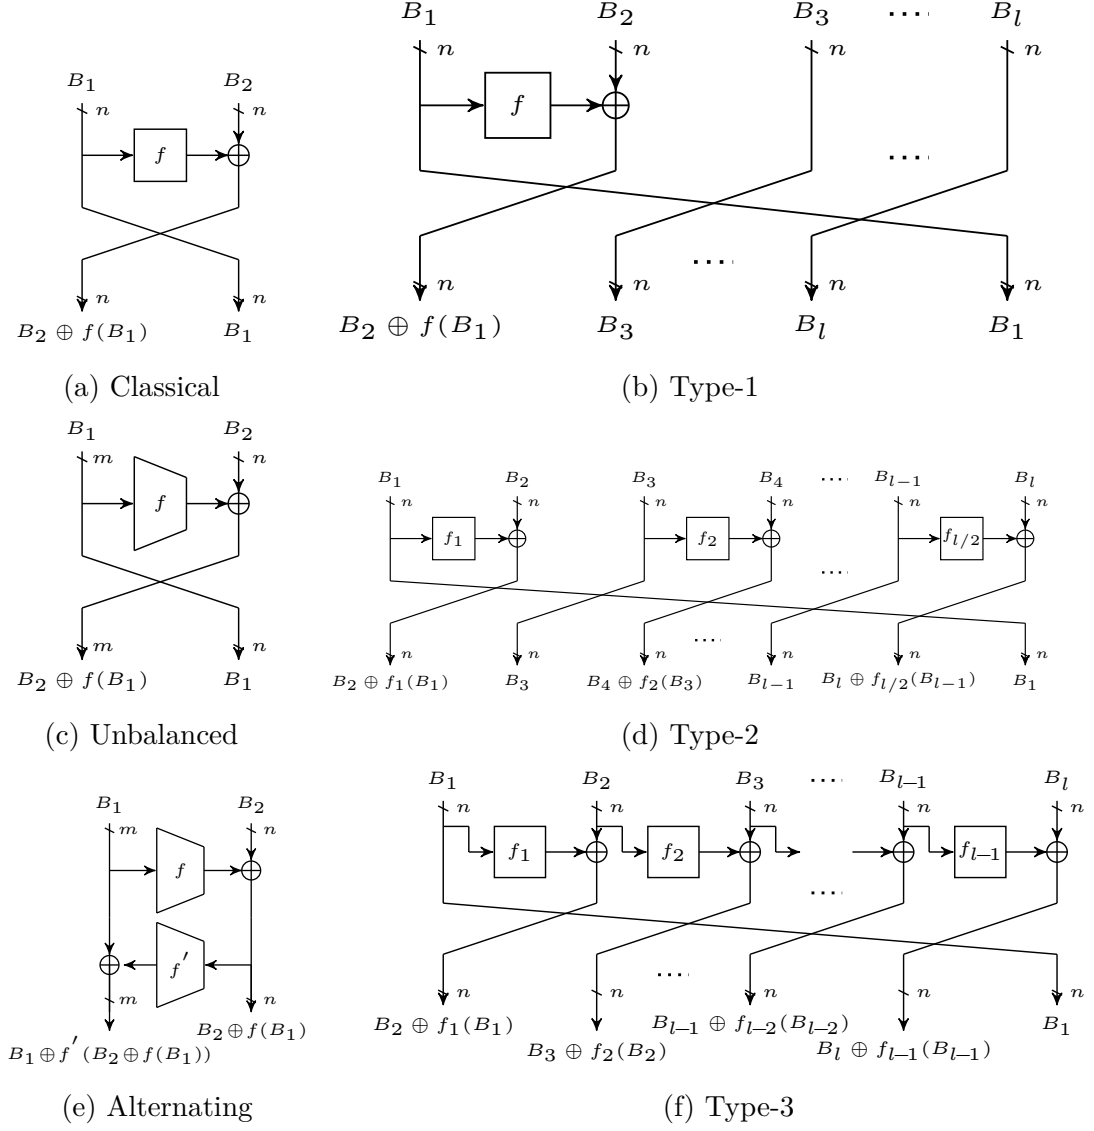 B₁ B₂
n n
f
n n
B₂ ⊕ f(B₁) B₁
(a) Classical
B₁ B₂ B₃ ···· Bₗ
n n n n
f
····
····
n n n n
B₂ ⊕ f(B₁) B₃ Bₗ B₁
(b) Type-1
B₁ B₂
m n
f
m n
B₂ ⊕ f(B₁) B₁
(c) Unbalanced
B₁ B₂ B₃ B₄ ···· Bₗ₋₁ Bₗ
n n n n n n
f₁ f₂ f_{l/2}
····
····
n n n n n n
B₂ ⊕ f₁(B₁) B₃ B₄ ⊕ f₂(B₃) Bₗ₋₁ Bₗ ⊕ f_{l/2}(Bₗ₋₁) B₁
(d) Type-2
B₁ B₂
m n
f
f′
m n
B₂ ⊕ f(B₁)
B₁ ⊕ f′(B₂ ⊕ f(B₁))
(e) Alternating
B₁ B₂ B₃ ···· Bₗ₋₁ Bₗ
n n n n n
f₁ f₂ fₗ₋₁
····
····
n n n n n
B₂ ⊕ f₁(B₁) Bₗ₋₁ ⊕ fₗ₋₂(Bₗ₋₂) B₁
B₃ ⊕ f₂(B₂) Bₗ ⊕ fₗ₋₁(Bₗ₋₁)
(f) Type-3